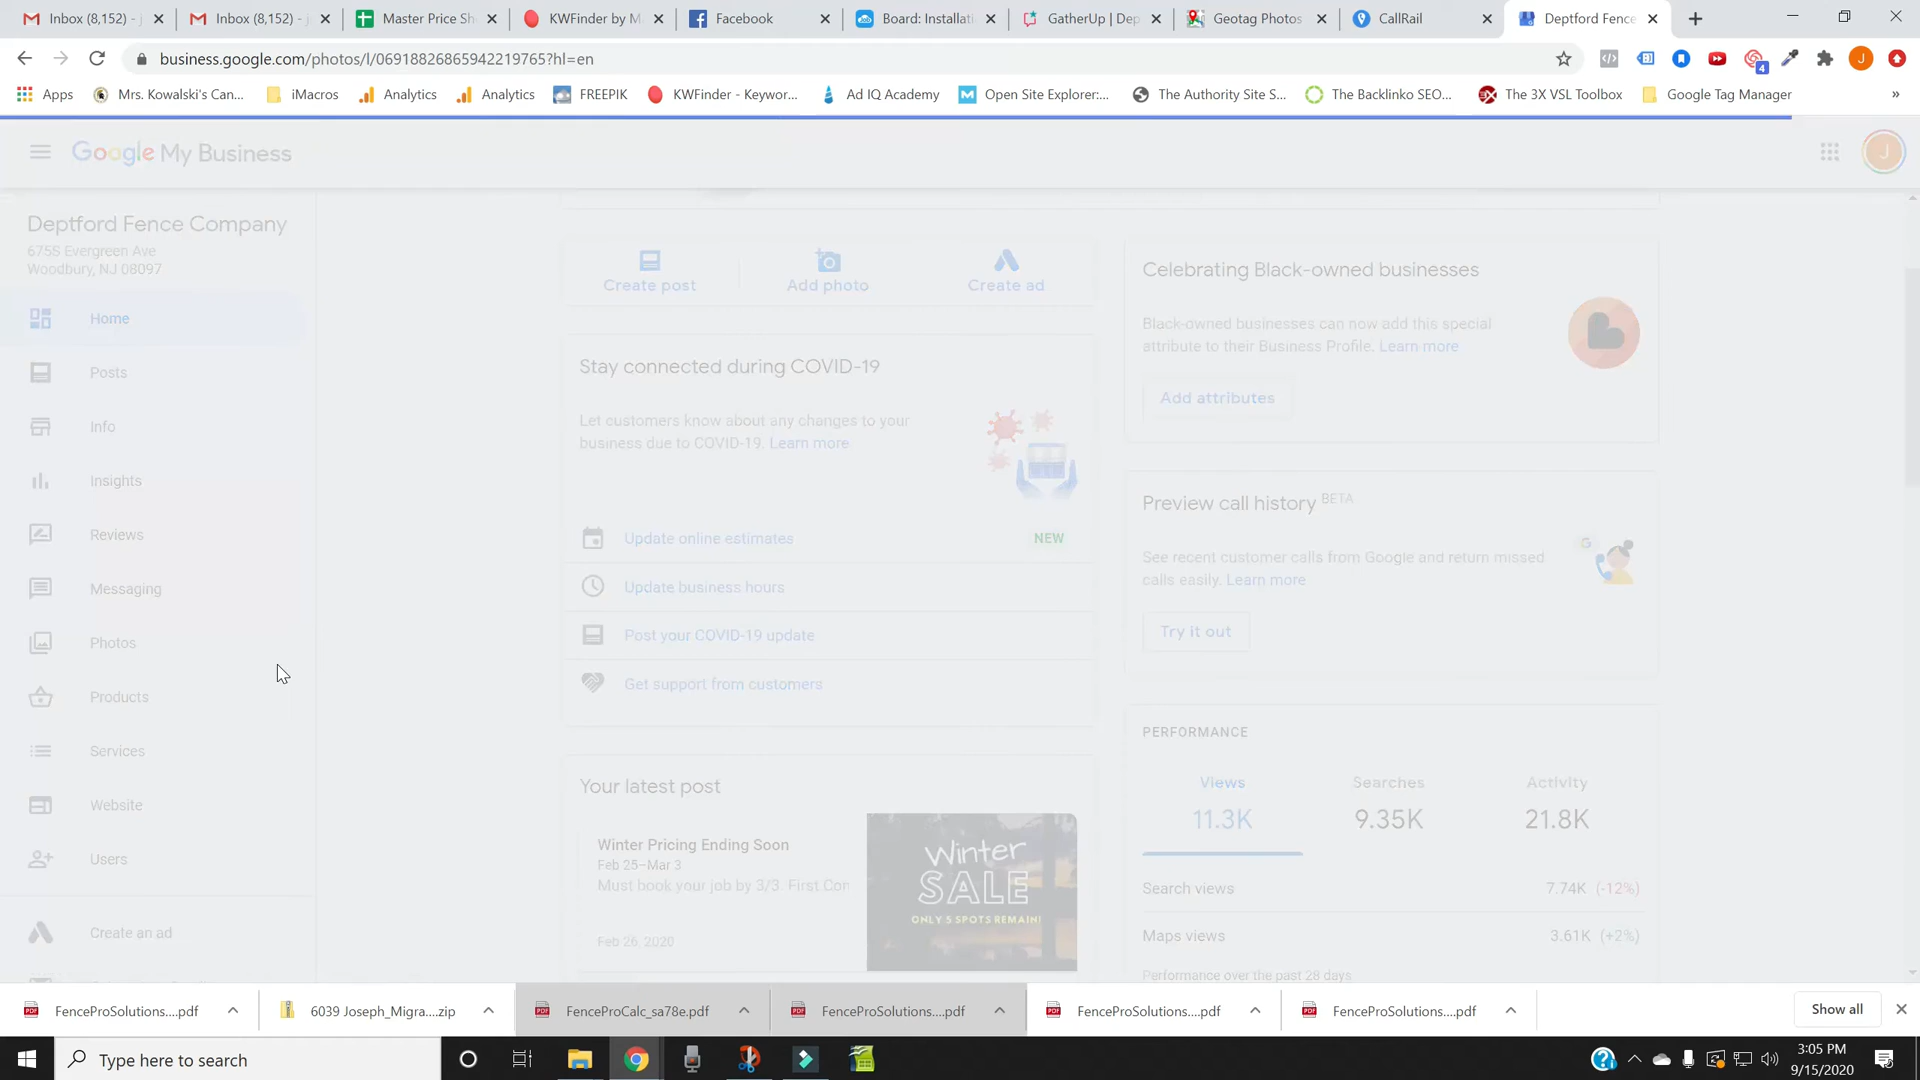 Inbox (8,152) - j
Inbox (8,152) - j
Master Price Sh
KWFinder by M
Facebook
Board: Installati
GatherUp | Dep
Geotag Photos
CallRail
Deptford Fence
business.google.com/photos/l/06918826865942219765?hl=en
4
J
Apps
Mrs. Kowalski's Can...
iMacros
Analytics
Analytics
FREEPIK
KWFinder - Keywor...
Ad IQ Academy
Open Site Explorer:...
The Authority Site S...
The Backlinko SEO...
The 3X VSL Toolbox
Google Tag Manager
»
Google My Business
J
Deptford Fence Company
675S Evergreen Ave
Woodbury, NJ 08097
Home
Posts
Info
Insights
Reviews
Messaging
Photos
Products
Services
Website
Users
Create an ad
Create post
Add photo
Create ad
Stay connected during COVID-19
Let customers know about any changes to your
business due to COVID-19. Learn more
Update online estimates
NEW
Update business hours
Post your COVID-19 update
Get support from customers
Your latest post
Winter Pricing Ending Soon
Feb 25–Mar 3
Must book your job by 3/3. First Con
Feb 26, 2020
Winter
SALE
ONLY 5 SPOTS REMAIN!
Celebrating Black-owned businesses
Black-owned businesses can now add this special
attribute to their Business Profile. Learn more
Add attributes
Preview call history BETA
See recent customer calls from Google and return missed
calls easily. Learn more
G
Try it out
PERFORMANCE
Views
Searches
Activity
11.3K
9.35K
21.8K
Search views
7.74K (-12%)
Maps views
3.61K (+2%)
Performance over the past 28 days
FenceProSolutions....pdf
6039 Joseph_Migra....zip
FenceProCalc_sa78e.pdf
FenceProSolutions....pdf
FenceProSolutions....pdf
FenceProSolutions....pdf
Show all
Type here to search
3:05 PM
9/15/2020